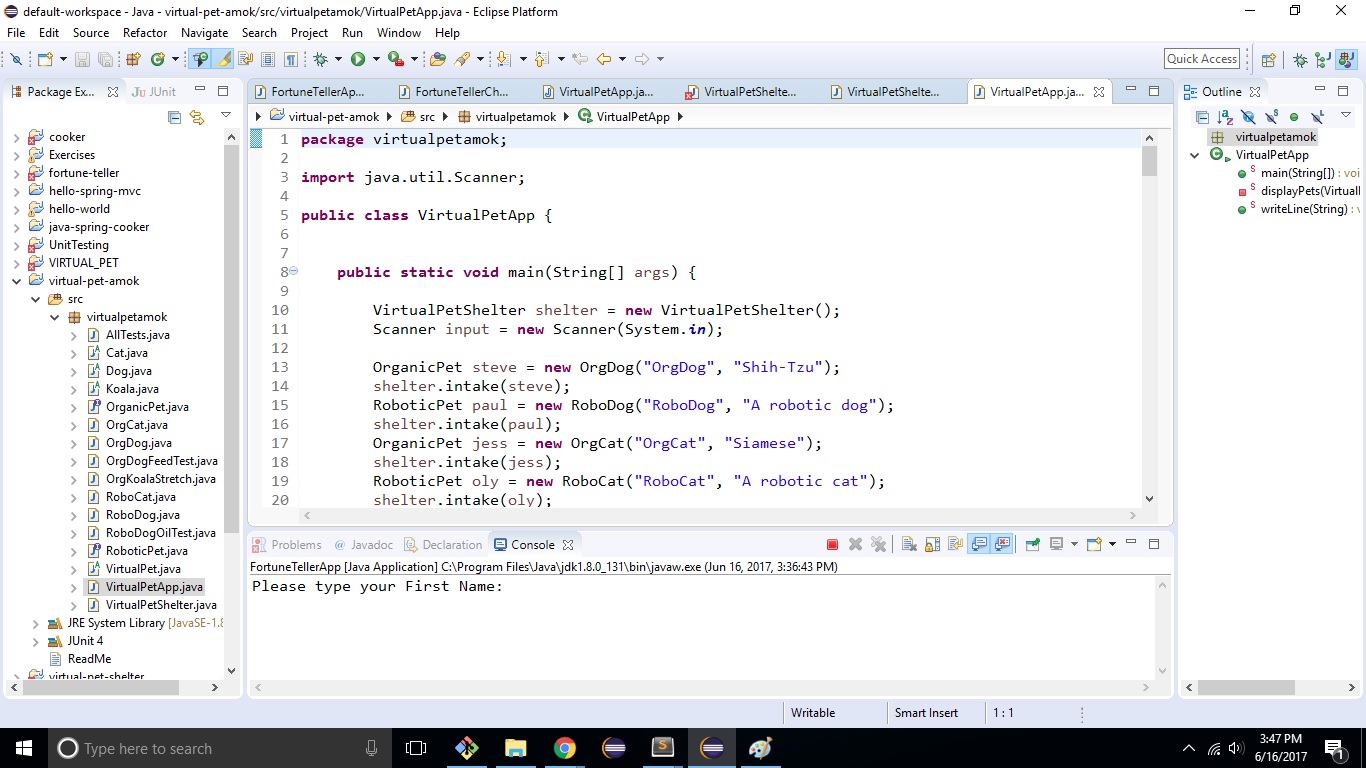 default-workspace - Java - virtual-pet-amok/src/virtualpetamok/VirtualPetApp.java - Eclipse Platform
File Edit Source Refactor Navigate Search Project Run Window Help
Quick Access
Package Ex... JUnit
cooker
Exercises
fortune-teller
hello-spring-mvc
hello-world
java-spring-cooker
UnitTesting
VIRTUAL_PET
virtual-pet-amok
src
virtualpetamok
AllTests.java
Cat.java
Dog.java
Koala.java
OrganicPet.java
OrgCat.java
OrgDog.java
OrgDogFeedTest.java
OrgKoalaStretch.java
RoboCat.java
RoboDog.java
RoboDogOilTest.java
RoboticPet.java
VirtualPet.java
VirtualPetApp.java
VirtualPetShelter.java
JRE System Library [JavaSE-1.8
JUnit 4
ReadMe
virtual-pet-shelter
FortuneTellerAp... FortuneTellerCh... VirtualPetApp.ja... VirtualPetShelte... VirtualPetShelte... VirtualPetApp.ja...
virtual-pet-amok src virtualpetamok VirtualPetApp
1 package virtualpetamok;
2
3 import java.util.Scanner;
4
5 public class VirtualPetApp {
6
7
8 public static void main(String[] args) {
9
10 VirtualPetShelter shelter = new VirtualPetShelter();
11 Scanner input = new Scanner(System.in);
12
13 OrganicPet steve = new OrgDog("OrgDog", "Shih-Tzu");
14 shelter.intake(steve);
15 RoboticPet paul = new RoboDog("RoboDog", "A robotic dog");
16 shelter.intake(paul);
17 OrganicPet jess = new OrgCat("OrgCat", "Siamese");
18 shelter.intake(jess);
19 RoboticPet oly = new RoboCat("RoboCat", "A robotic cat");
20 shelter.intake(oly);
Outline
virtualpetamok
VirtualPetApp
main(String[]) : voi
displayPets(Virtuall
writeLine(String) : v
Problems Javadoc Declaration Console
FortuneTellerApp [Java Application] C:\Program Files\Java\jdk1.8.0_131\bin\javaw.exe (Jun 16, 2017, 3:36:43 PM)
Please type your First Name:
Writable Smart Insert 1 : 1
Type here to search
3:47 PM
6/16/2017
1